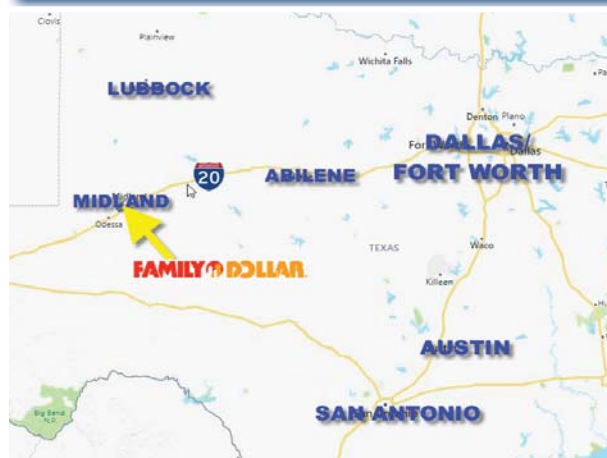 Clovis
Plainview
Wichita Falls
LUBBOCK
Denton Plano
DALLAS/
Dallas
FORT WORTH
20
ABILENE
MIDLAND
Odessa
FAMILY DOLLAR
TEXAS
Waco
Killeen
AUSTIN
Big Bend
N.P.
SAN ANTONIO